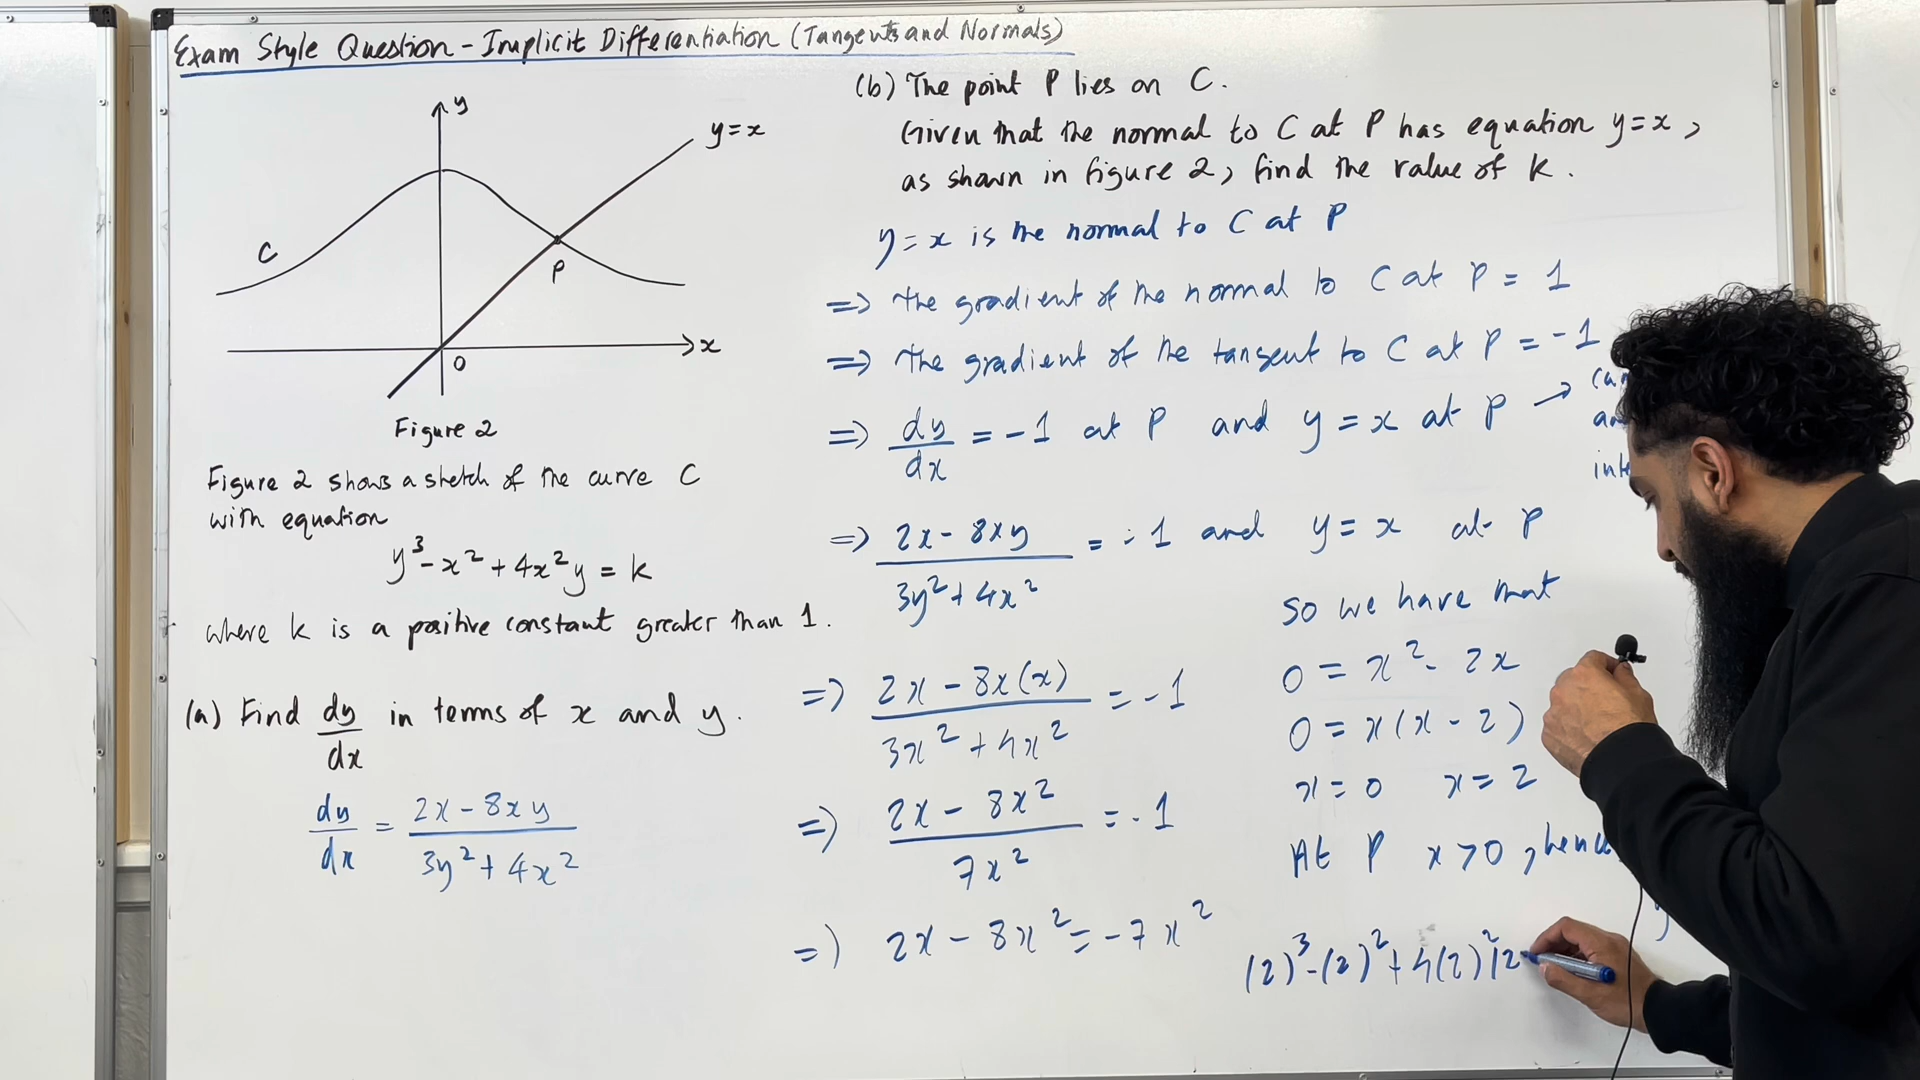 Exam Style Question - Implicit Differentiation (Tangents and Normals)
y
y = x
C
P
O
x
Figure 2
Figure 2 shows a sketch of the curve C
with equation
y³ - x² + 4x²y = k
where k is a positive constant greater than 1.
(a) Find dy/dx in terms of x and y.
dy/dx = (2x - 8xy)/(3y² + 4x²)
(b) The point P lies on C.
Given that the normal to C at P has equation y = x,
as shown in figure 2, find the value of k.
y = x is the normal to C at P
=> the gradient of the normal to C at P = 1
=> the gradient of the tangent to C at P = -1
=> dy/dx = -1 at P and y = x at P →
=> (2x - 8xy)/(3y² + 4x²) = -1 and y = x at P
=> (2x - 8x(x))/(3x² + 4x²) = -1
=> (2x - 8x²)/(7x²) = -1
=> 2x - 8x² = -7x²
So we have that
0 = x² - 2x
0 = x(x - 2)
x = 0 x = 2
At P x > 0,
(2)³ - (2)² + 4(2)²(2